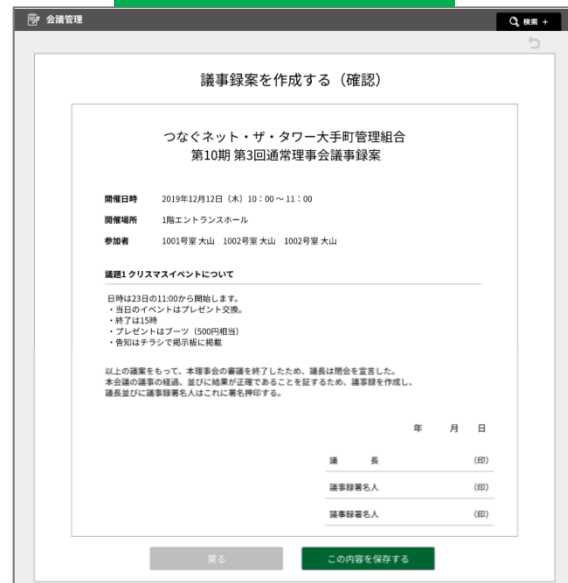 会議管理
検索 +
議事録案を作成する（確認）
つなぐネット・ザ・タワー大手町管理組合
第10期 第3回通常理事会議事録案
開催日時 2019年12月12日（木）10：00～11：00
開催場所 1階エントランスホール
参加者 1001号室 大山 1002号室 大山 1002号室 大山
議題1 クリスマスイベントについて
日時は23日の11:00から開始します。
・当日のイベントはプレゼント交換。
・終了は15時
・プレゼントはブーツ（500円相当）
・告知はチラシで掲示板に掲載
以上の議案をもって、本理事会の審議を終了したため、議長は閉会を宣言した。
本会議の議事の経過、並びに結果が正確であることを証するため、議事録を作成し、
議長並びに議事録署名人はこれに署名押印する。
年 月 日
議 長 （印）
議事録署名人 （印）
議事録署名人 （印）
戻る
この内容を保存する